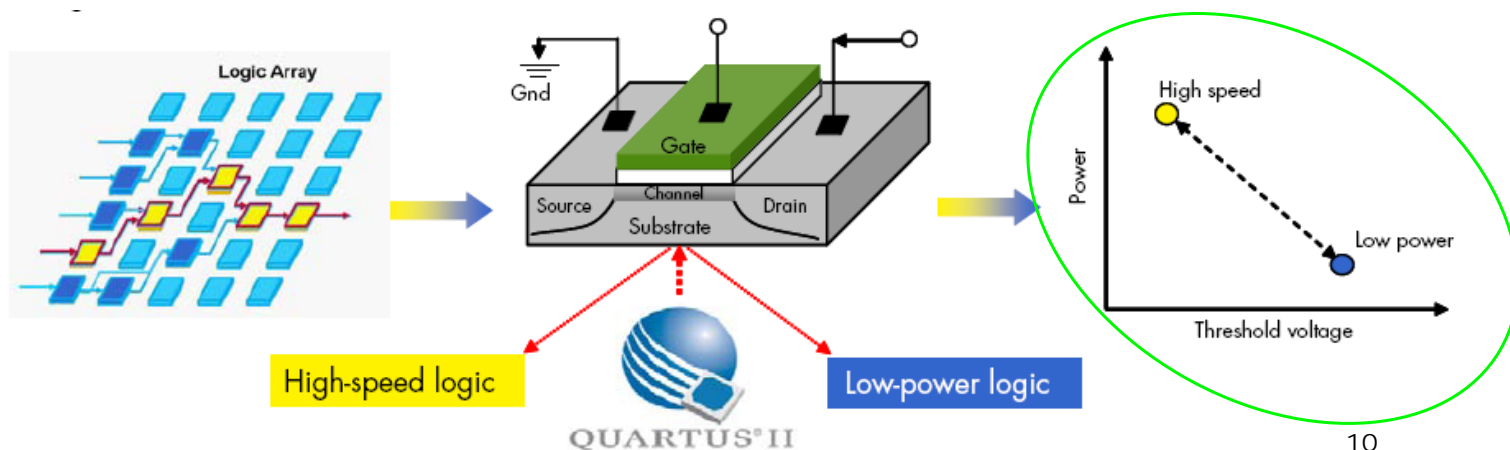 Logic Array
Gnd
Gate
Channel
Source
Drain
Substrate
High-speed logic
QUARTUS® II
Low-power logic
High speed
Power
Low power
Threshold voltage
10